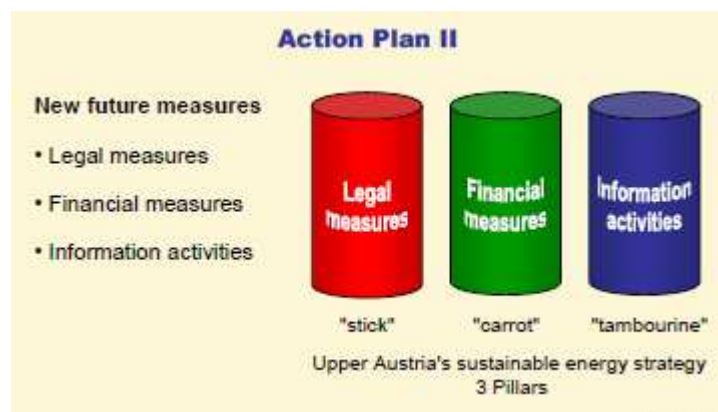 Action Plan II
New future measures
• Legal measures
• Financial measures
• Information activities
Legal
measures
Financial
measures
Information
activities
"stick"
"carrot"
"tambourine"
Upper Austria's sustainable energy strategy
3 Pillars